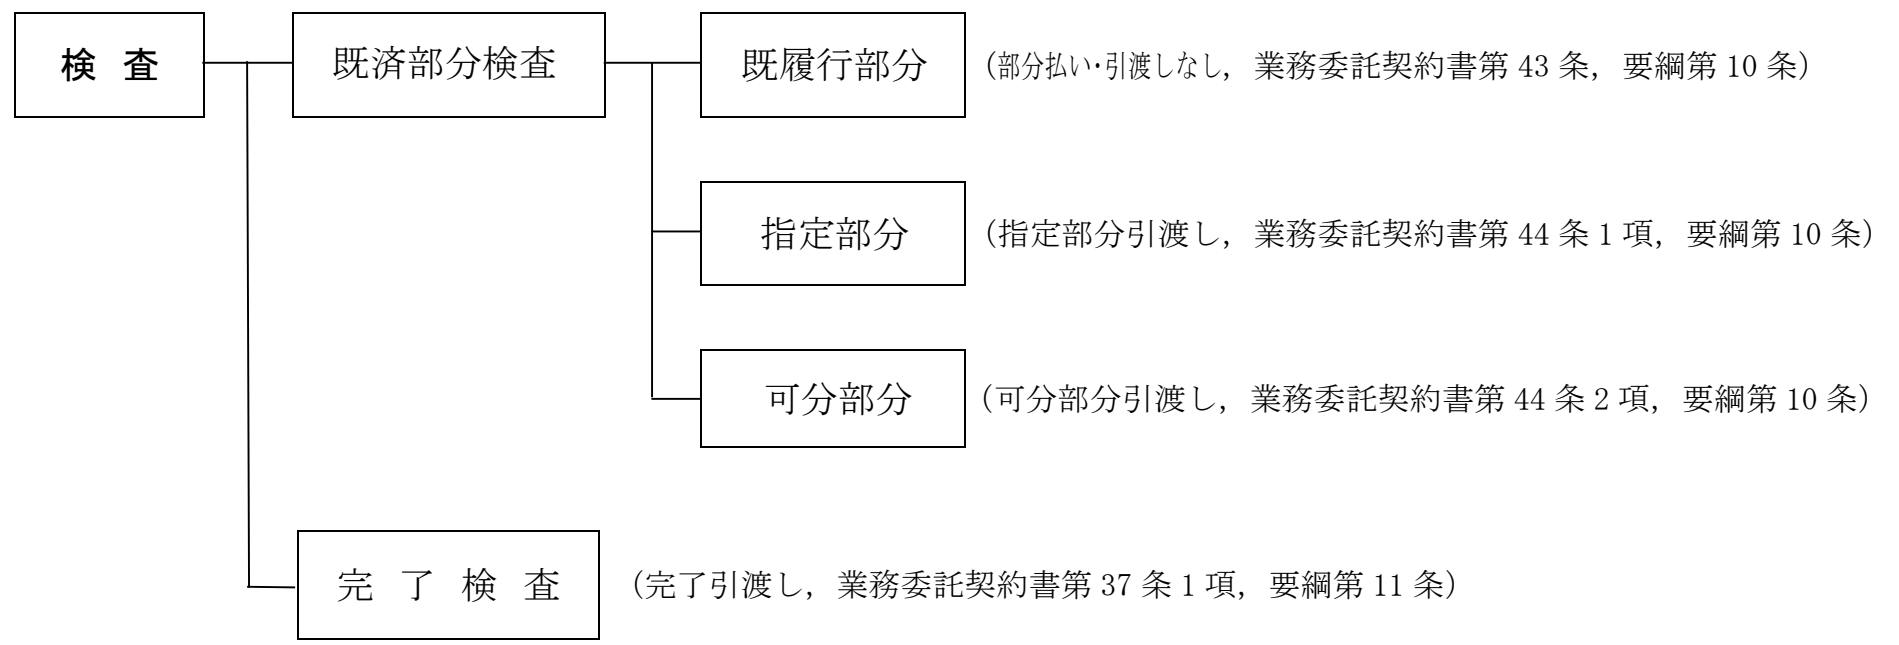 検 査
既済部分検査
既履行部分
(部分払い・引渡しなし，業務委託契約書第 43 条，要綱第 10 条)
指定部分
(指定部分引渡し，業務委託契約書第 44 条 1 項，要綱第 10 条)
可分部分
(可分部分引渡し，業務委託契約書第 44 条 2 項，要綱第 10 条)
完 了 検 査
(完了引渡し，業務委託契約書第 37 条 1 項，要綱第 11 条)